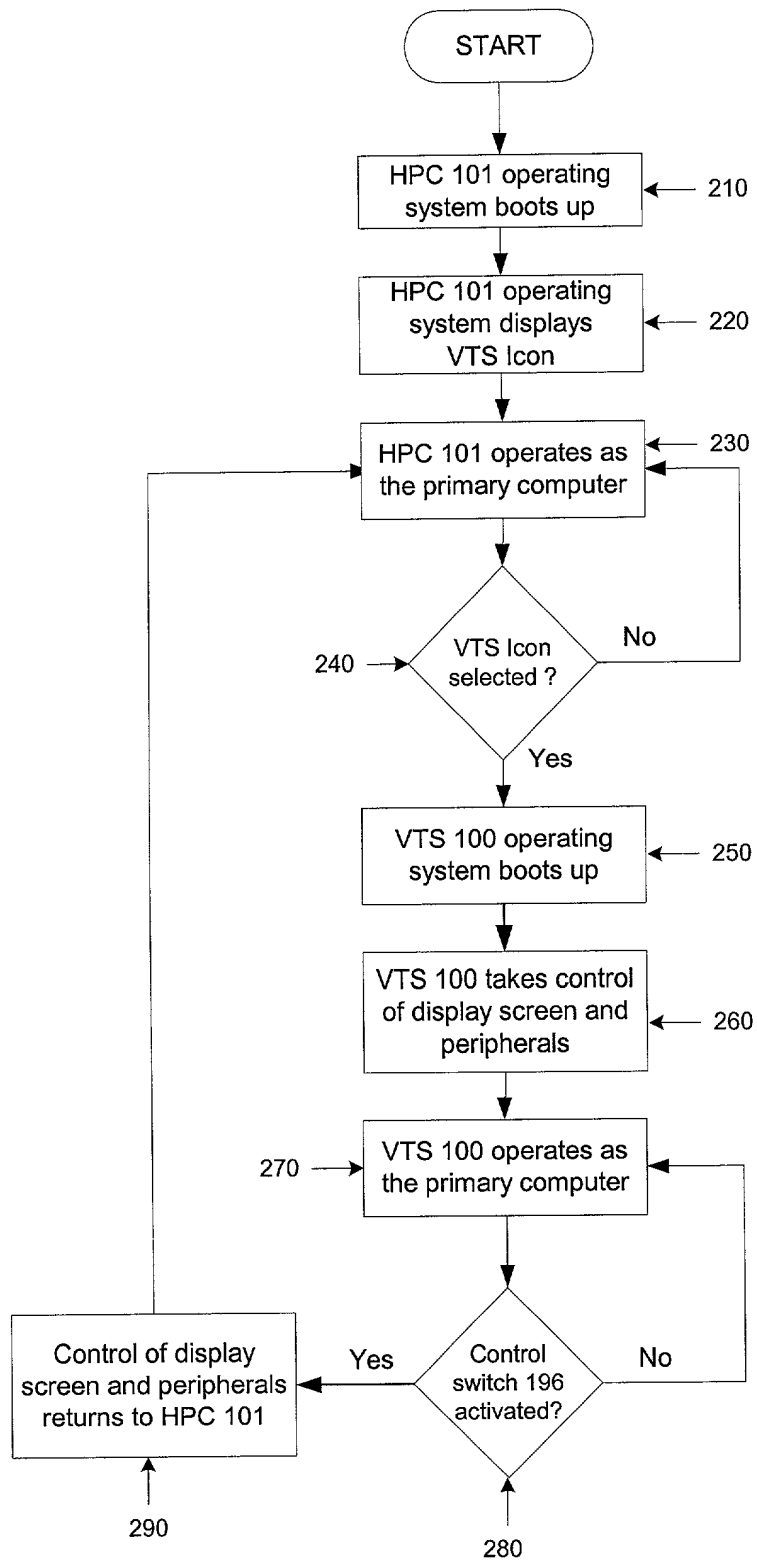 START
HPC 101 operating
system boots up
210
HPC 101 operating
system displays
VTS Icon
220
HPC 101 operates as
the primary computer
230
VTS Icon
selected ?
240
No
Yes
VTS 100 operating
system boots up
250
VTS 100 takes control
of display screen and
peripherals
260
VTS 100 operates as
the primary computer
270
Control
switch 196
activated?
No
Yes
280
Control of display
screen and peripherals
returns to HPC 101
290